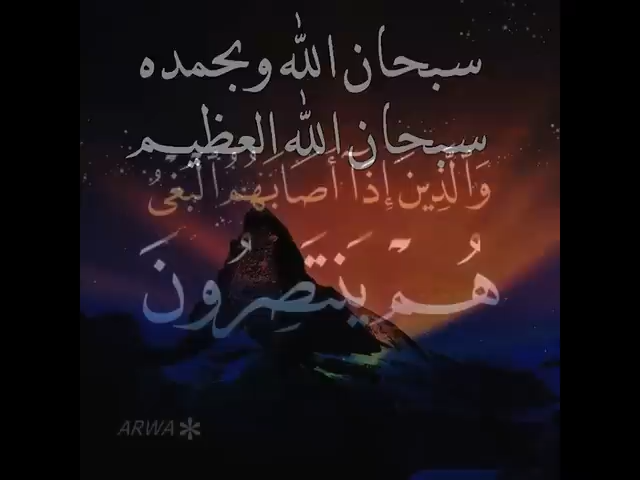 سبحان الله وبحمده
سبحان الله العظيم
وَالَّذِينَ إِذَا أَصَابَهُمُ الْبَغْيُ
هُمْ يَنتَصِرُونَ
ARWA